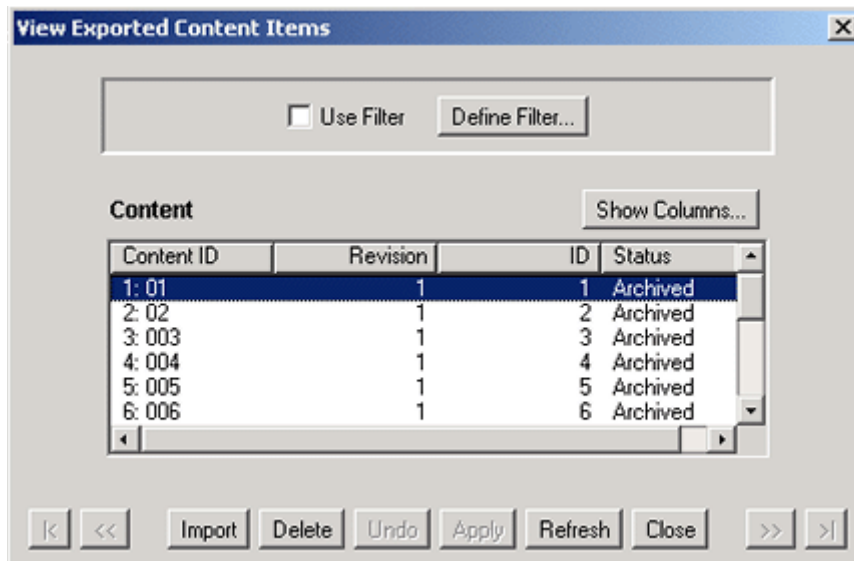 View Exported Content Items
Use Filter Define Filter...
Content Show Columns...
Content ID Revision ID Status
1: 01 1 1 Archived
2: 02 1 2 Archived
3: 003 1 3 Archived
4: 004 1 4 Archived
5: 005 1 5 Archived
6: 006 1 6 Archived
|< << Import Delete Undo Apply Refresh Close >> >|